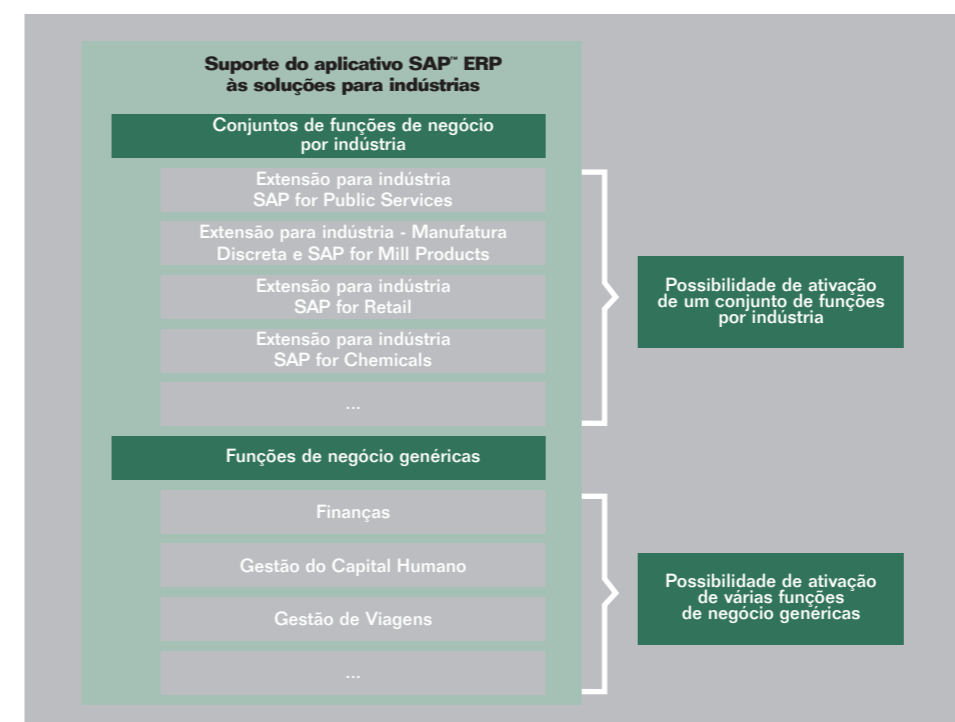 Suporte do aplicativo SAP™ ERP
às soluções para indústrias
Conjuntos de funções de negócio
por indústria
Extensão para indústria
SAP for Public Services
Extensão para indústria - Manufatura
Discreta e SAP for Mill Products
Extensão para indústria
SAP for Retail
Extensão para indústria
SAP for Chemicals
...
Possibilidade de ativação
de um conjunto de funções
por indústria
Funções de negócio genéricas
Finanças
Gestão do Capital Humano
Gestão de Viagens
...
Possibilidade de ativação
de várias funções
de negócio genéricas